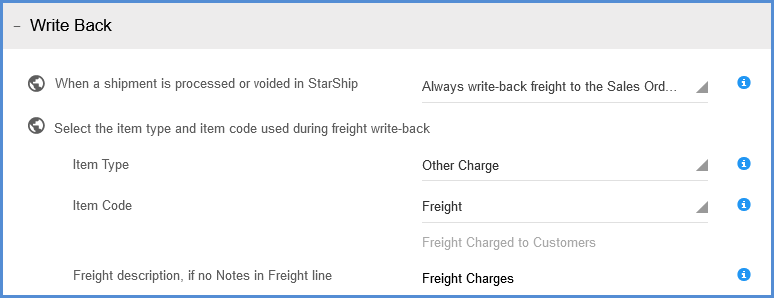 − Write Back
When a shipment is processed or voided in StarShip Always write-back freight to the Sales Ord...
Select the item type and item code used during freight write-back
Item Type Other Charge
Item Code Freight
Freight Charged to Customers
Freight description, if no Notes in Freight line Freight Charges